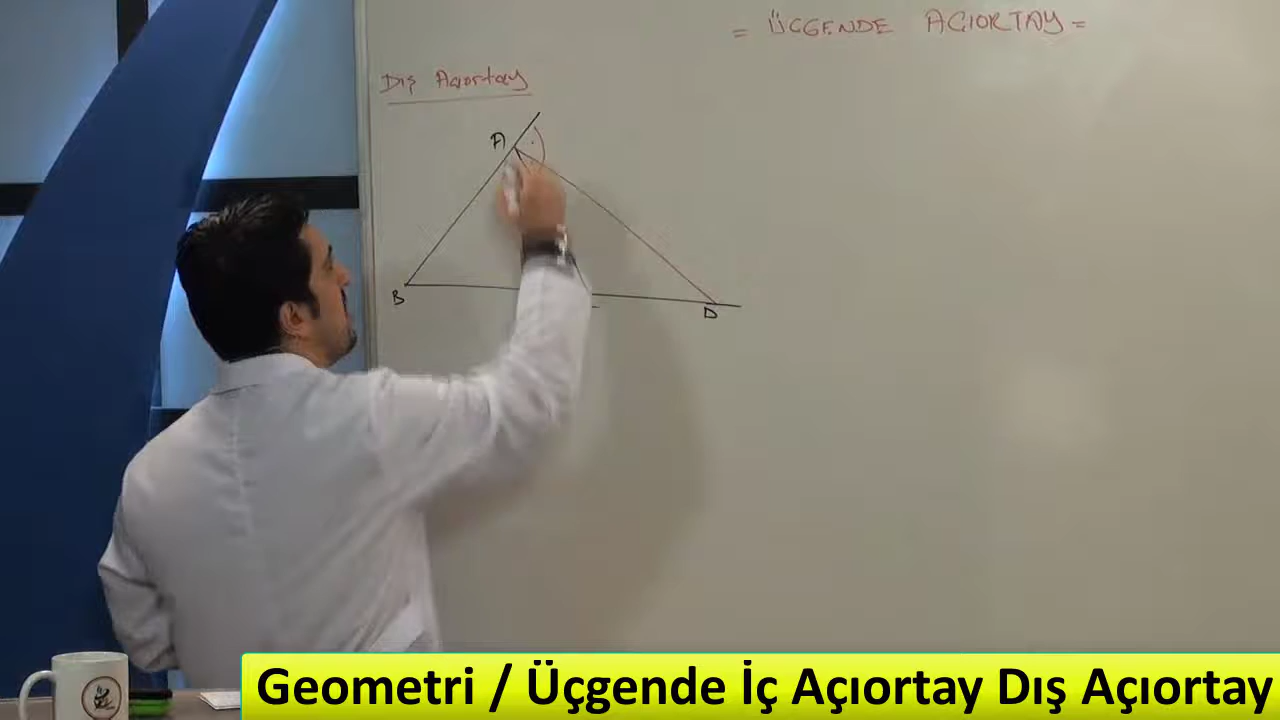 = ÜÇGENDE AÇIORTAY =
Dış Açıortay
A
B
D
Geometri / Üçgende İç Açıortay Dış Açıortay